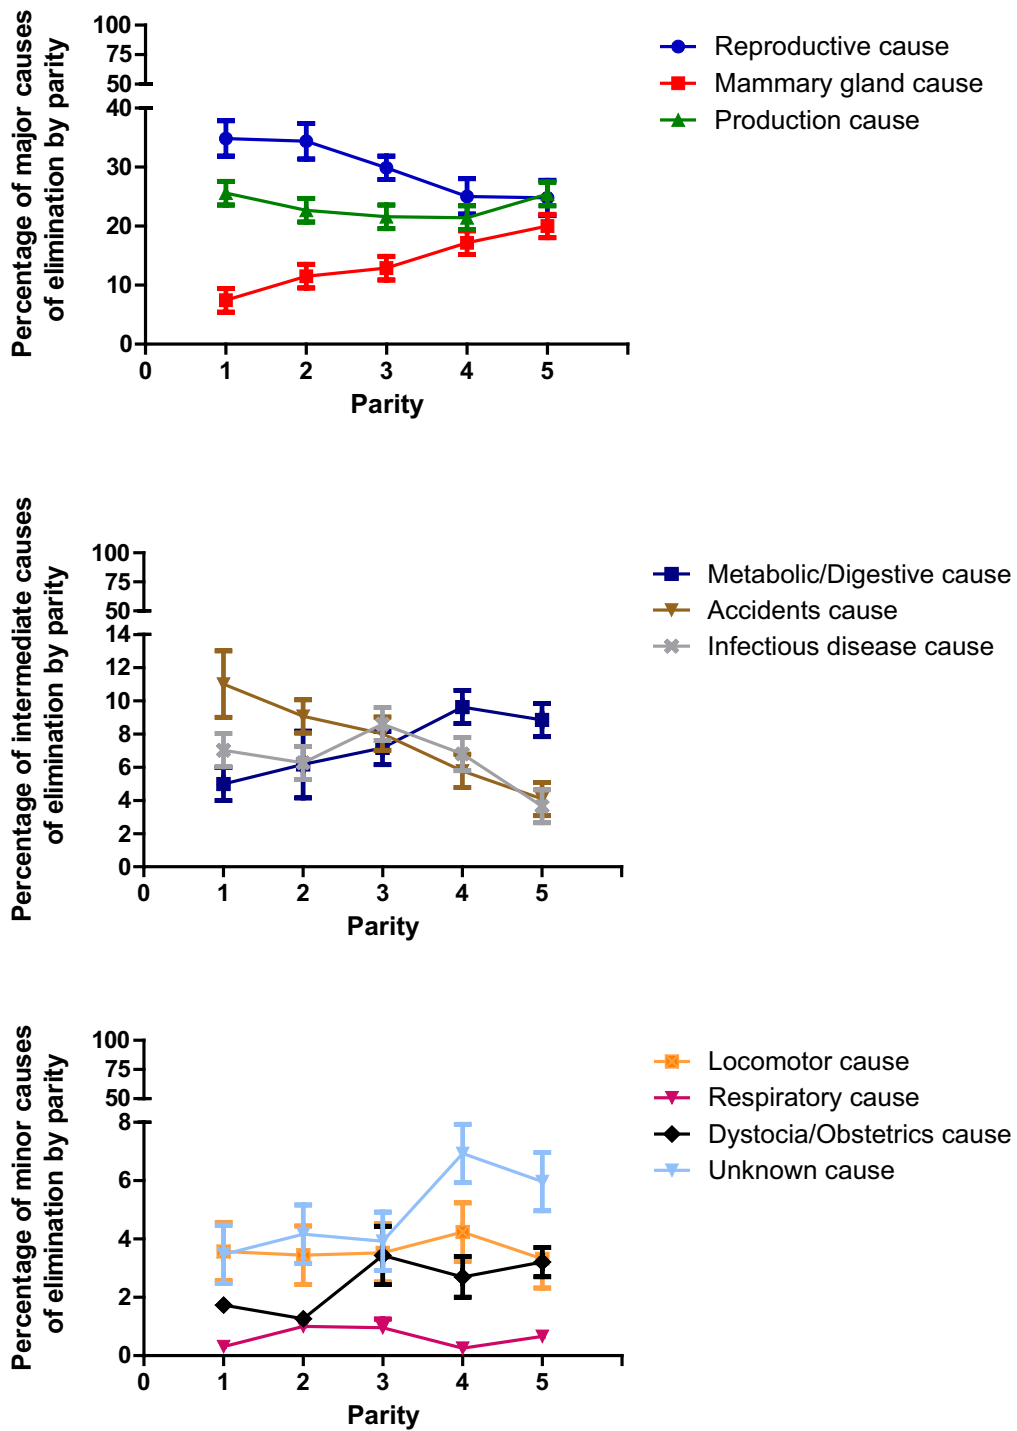 Percentage of major causes
of elimination by parity
100
75
50
40
30
20
10
0
0 1 2 3 4 5
Parity
Reproductive cause
Mammary gland cause
Production cause
Percentage of intermediate causes
of elimination by parity
100
75
50
14
12
10
8
6
4
2
0
0 1 2 3 4 5
Parity
Metabolic/Digestive cause
Accidents cause
Infectious disease cause
Percentage of minor causes
of elimination by parity
100
75
50
8
6
4
2
0
0 1 2 3 4 5
Parity
Locomotor cause
Respiratory cause
Dystocia/Obstetrics cause
Unknown cause